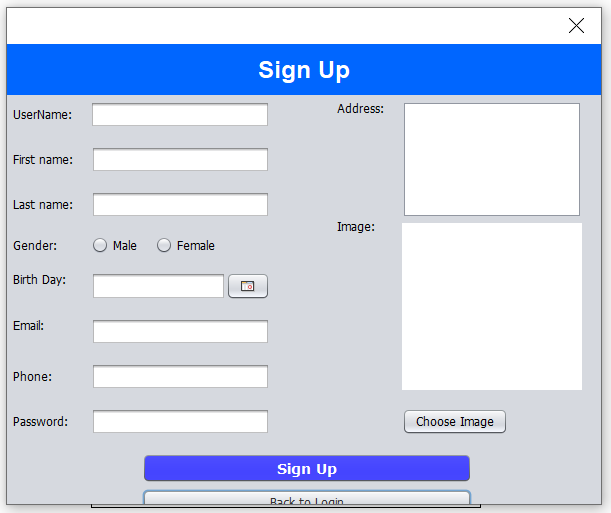 Sign Up
UserName:
First name:
Last name:
Gender:
Male
Female
Birth Day:
Email:
Phone:
Password:
Address:
Image:
Choose Image
Sign Up
Back to Login